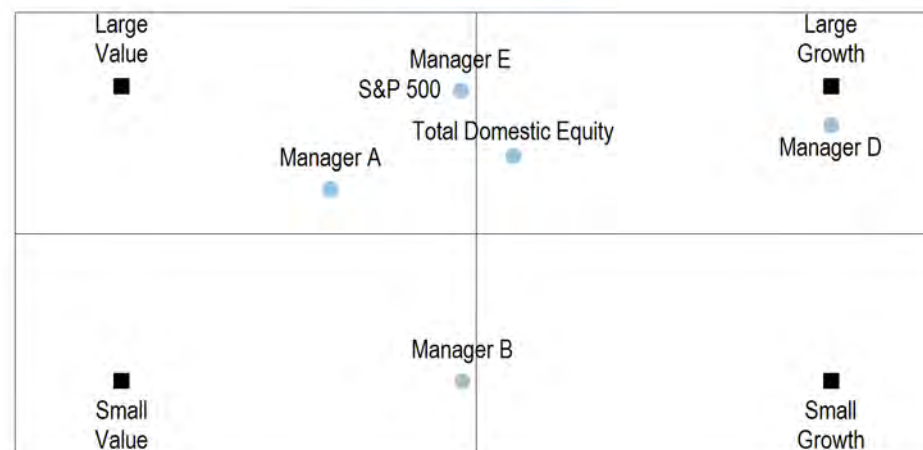 Large
Value
Manager E
Large
Growth
S&P 500
Total Domestic Equity
Manager A
Manager D
Manager B
Small
Value
Small
Growth